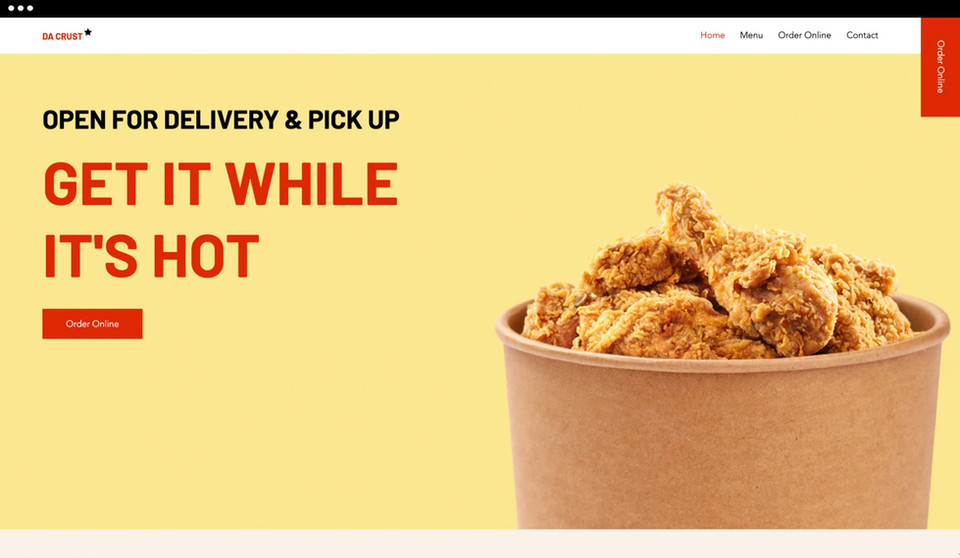 DA CRUST
Home Menu Order Online Contact
Order Online
OPEN FOR DELIVERY & PICK UP
GET IT WHILE
IT'S HOT
Order Online